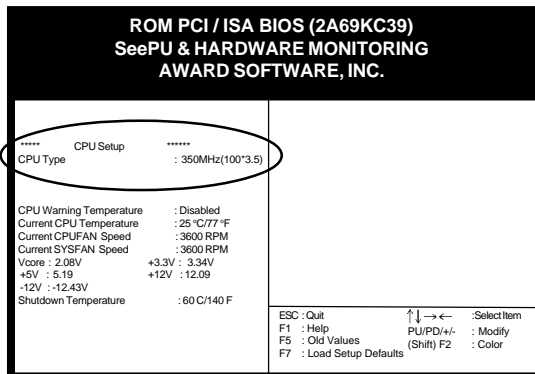 ROM PCI / ISA BIOS (2A69KC39)
SeePU & HARDWARE MONITORING
AWARD SOFTWARE, INC.
***** CPU Setup ******
CPU Type : 350MHz(100*3.5)
CPU Warning Temperature : Disabled
Current CPU Temperature : 25 °C/77 °F
Current CPUFAN Speed : 3600 RPM
Current SYSFAN Speed : 3600 RPM
Vcore : 2.08V +3.3V : 3.34V
+5V : 5.19 +12V : 12.09
-12V : -12.43V
Shutdown Temperature : 60 C/140 F
ESC : Quit ↑↓→← :Select Item
F1 : Help PU/PD/+/- : Modify
F5 : Old Values (Shift) F2 : Color
F7 : Load Setup Defaults